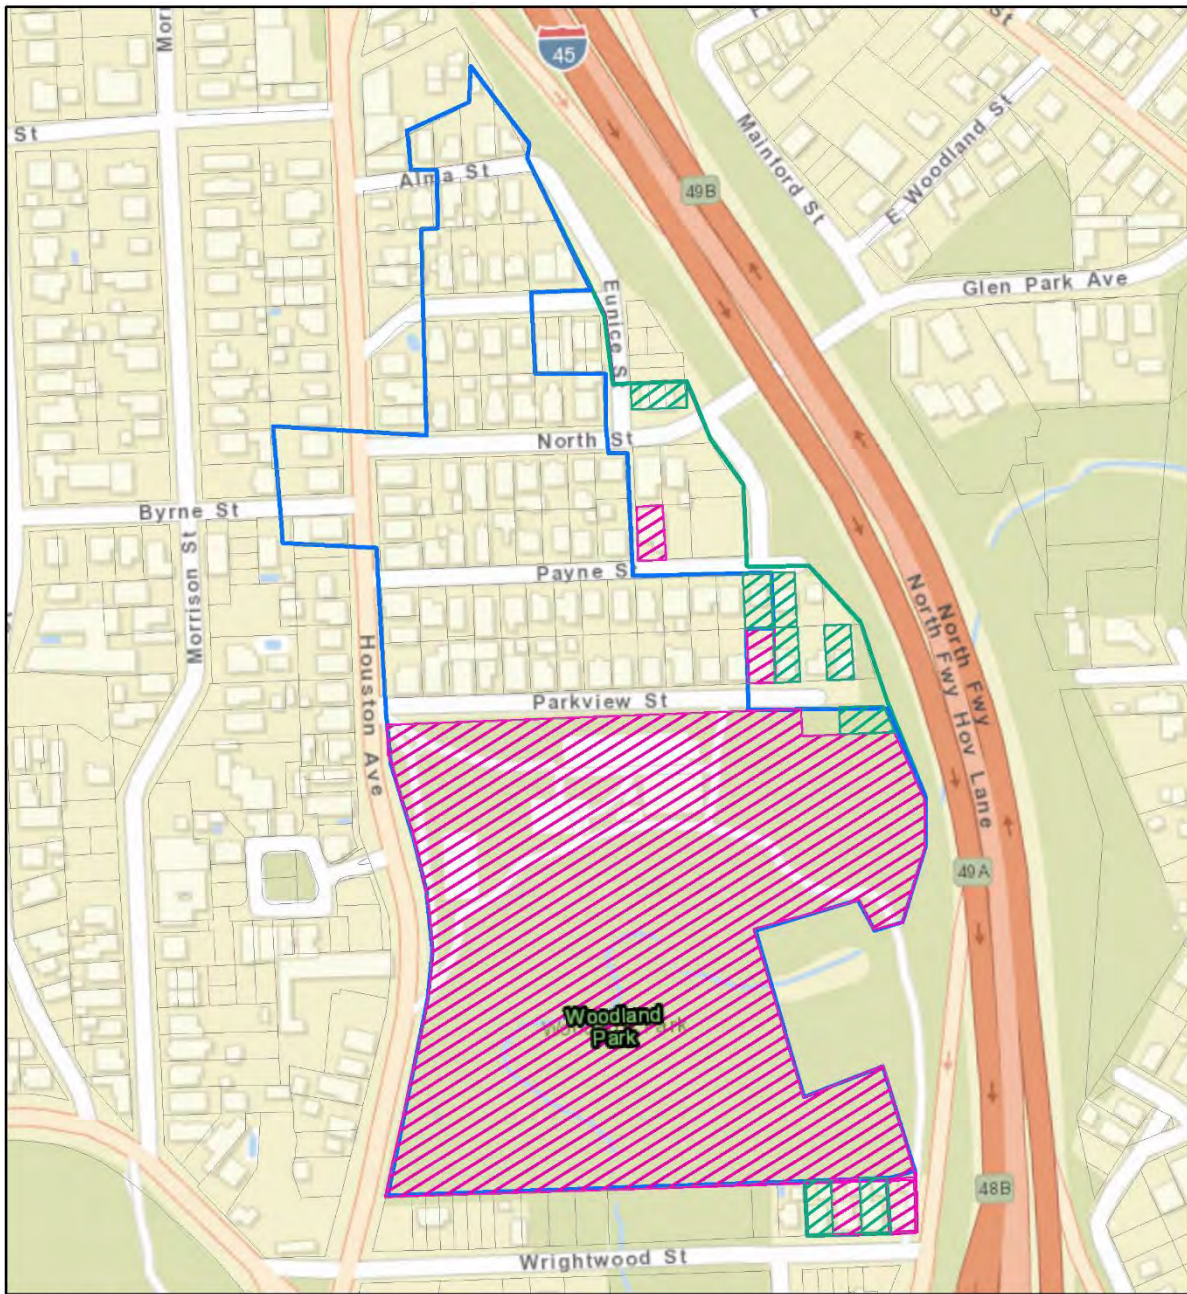 Mor
St
45
St
Mainford St
E Woodland St
Alma St
49B
Glen Park Ave
Eunice S
North St
Byrne St
Morrison St
Payne S
North Fwy
North Fwy Hov Lane
Houston Ave
Parkview St
49A
Woodland
Park
48B
Wrightwood St